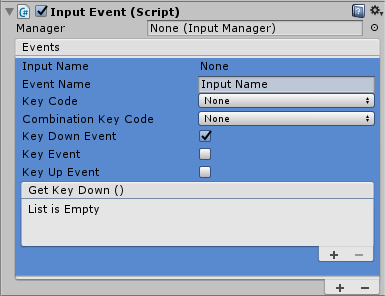 Input Event (Script)
Manager None (Input Manager)
Events
Input Name None
Event Name Input Name
Key Code None
Combination Key Code None
Key Down Event
Key Event
Key Up Event
Get Key Down ()
List is Empty
+ −
+ −